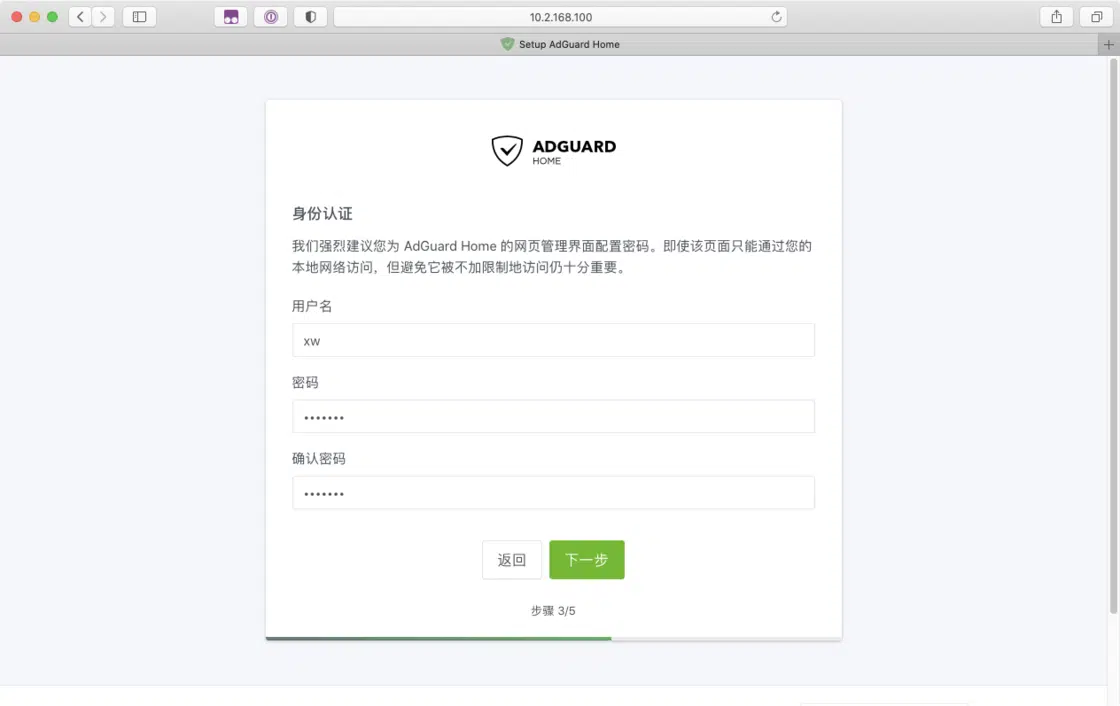 10.2.168.100
Setup AdGuard Home
ADGUARD
HOME
身份认证
我们强烈建议您为 AdGuard Home 的网页管理界面配置密码。即使该页面只能通过您的
本地网络访问，但避免它被不加限制地访问仍十分重要。
用户名
xw
密码
•••••••
确认密码
•••••••
返回
下一步
步骤 3/5